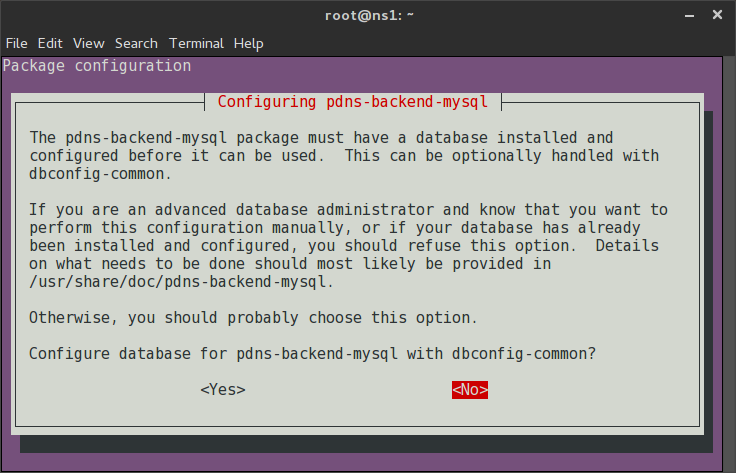 root@ns1: ~
File Edit View Search Terminal Help
Package configuration
Configuring pdns-backend-mysql
The pdns-backend-mysql package must have a database installed and
configured before it can be used.  This can be optionally handled with
dbconfig-common.
If you are an advanced database administrator and know that you want to
perform this configuration manually, or if your database has already
been installed and configured, you should refuse this option.  Details
on what needs to be done should most likely be provided in
/usr/share/doc/pdns-backend-mysql.
Otherwise, you should probably choose this option.
Configure database for pdns-backend-mysql with dbconfig-common?
<Yes> <No>